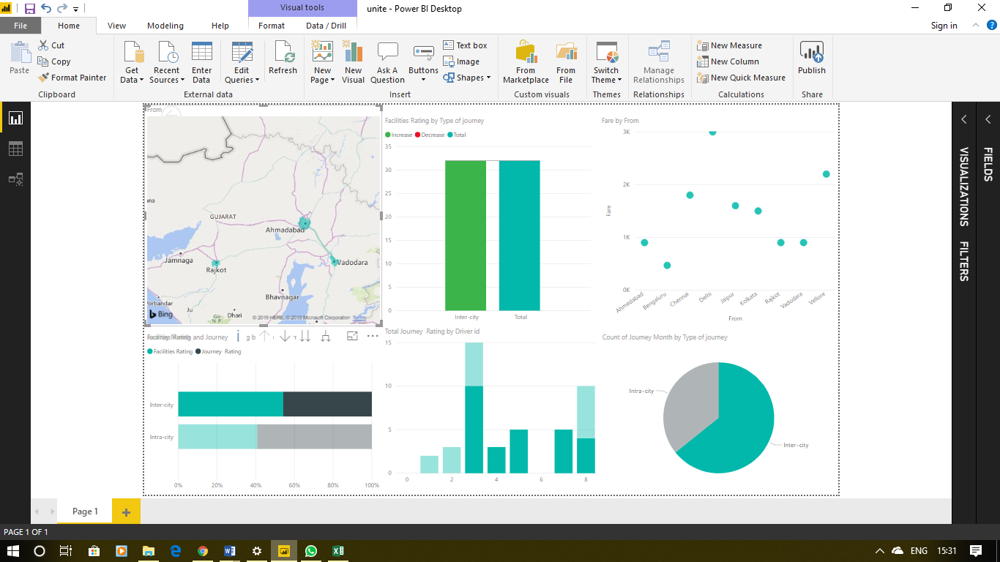 Visual tools
unite - Power BI Desktop
File
Home
View
Modeling
Help
Format
Data / Drill
Sign in
?
Paste
Cut
Copy
Format Painter
Clipboard
Get Data
Recent Sources
Enter Data
Edit Queries
Refresh
External data
New Page
New Visual
Ask A Question
Buttons
Text box
Image
Shapes
Insert
From Marketplace
From File
Custom visuals
Switch Theme
Themes
Manage Relationships
Relationships
New Measure
New Column
New Quick Measure
Calculations
Publish
Share
From
ana
GUJARAT
Ahmadabad
Jamnaga
Rajkot
Vadodara
Bhavnagar
Porbandar
Ju
Gir
N.P.
Dhari
Bing
© 2019 HERE, © 2019 Microsoft Corporation Terms
Facilities Rating by Type of journey
Increase Decrease Total
35
30
25
20
15
10
5
0
Inter-city
Total
Fare by From
3K
2K
1K
0K
Fare
Ahmedabad
Bengaluru
Chennai
Delhi
Jaipur
Kolkata
Rajkot
Vadodara
Vellore
From
Rating and Journey
Facilities Rating Journey Rating
Inter-city
Intra-city
0% 20% 40% 60% 80% 100%
Total Journey Rating by Driver id
15
10
5
0
0 2 4 6 8
Count of Journey Month by Type of journey
Intra-city
Inter-city
VISUALIZATIONS
FILTERS
FIELDS
Page 1
PAGE 1 OF 1
ENG
15:31